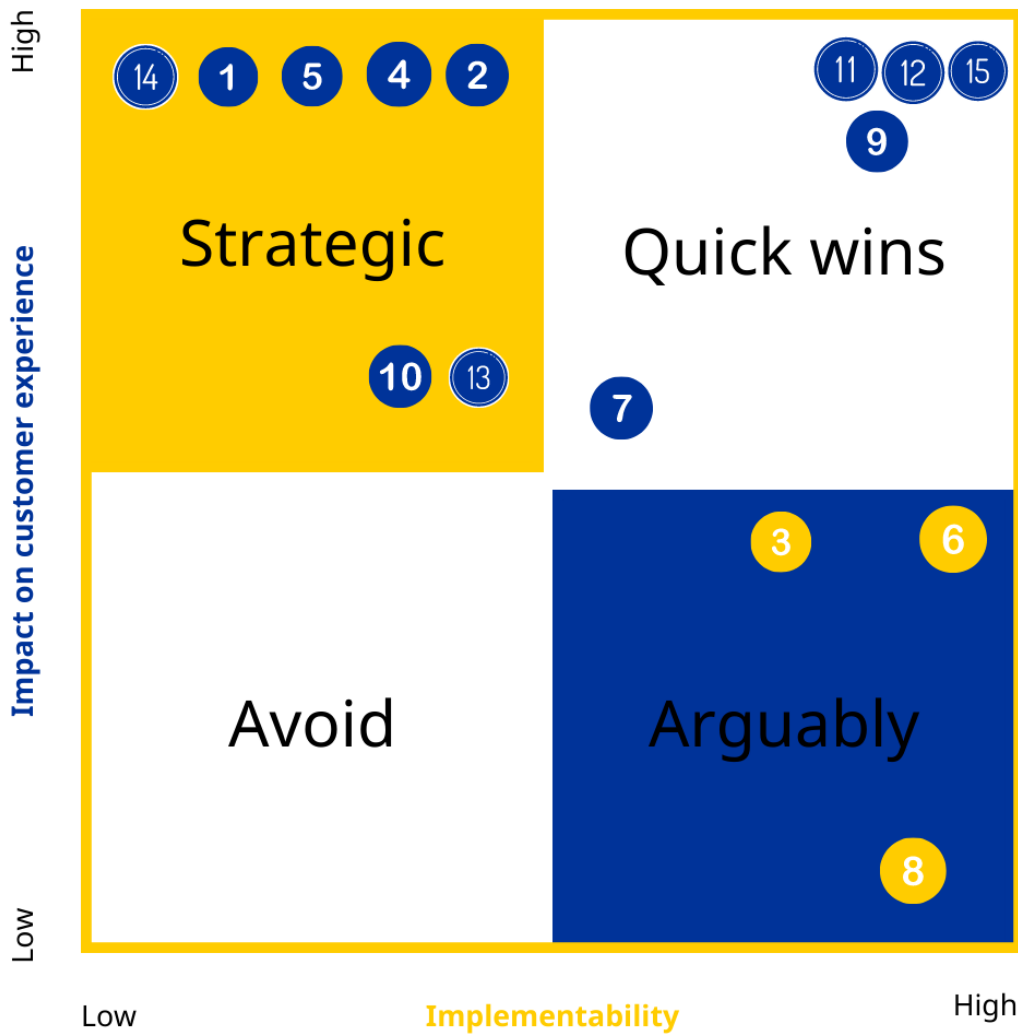 High
14
1
5
4
2
11
12
15
9
Strategic
Quick wins
10
13
7
Impact on customer experience
3
6
Avoid
Arguably
8
Low
Low
Implementability
High